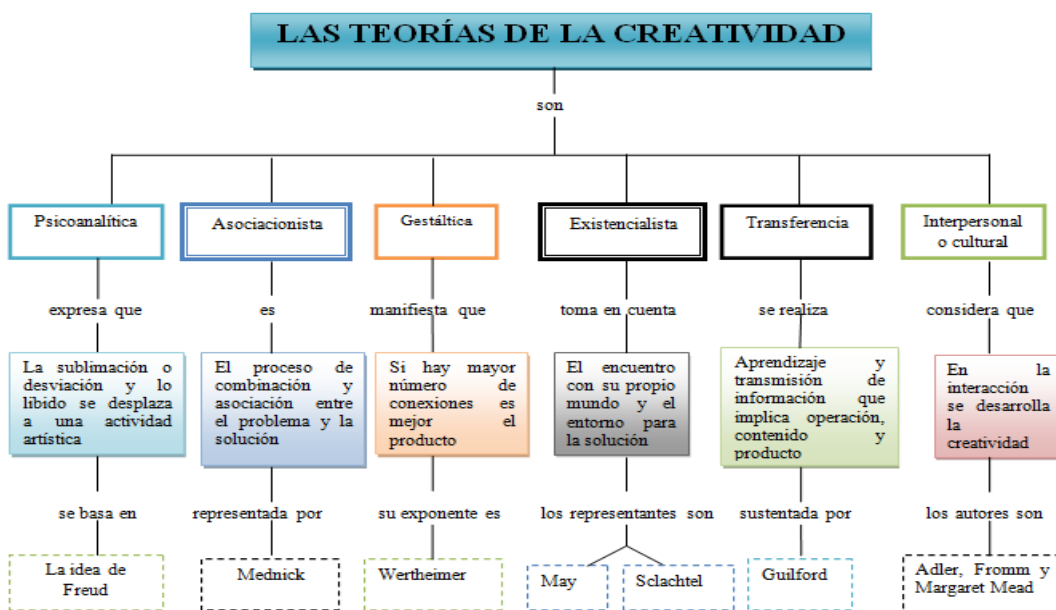 LAS TEORÍAS DE LA CREATIVIDAD
son
Psicoanalítica
Asociacionista
Gestáltica
Existencialista
Transferencia
Interpersonal
o cultural
expresa que
es
manifiesta que
toma en cuenta
se realiza
considera que
La sublimación o
desviación y lo
líbido se desplaza
a una actividad
artística
El proceso de
combinación y
asociación entre
el problema y la
solución
Si hay mayor
número de
conexiones es
mejor el
producto
El encuentro
con su propio
mundo y el
entorno para
la solución
Aprendizaje y
transmisión de
información que
implica operación,
contenido y
producto
En la
interacción
se desarrolla
la
creatividad
se basa en
representada por
su exponente es
los representantes son
sustentada por
los autores son
La idea de
Freud
Mednick
Wertheimer
May
Sclachtel
Guilford
Adler, Fromm y
Margaret Mead